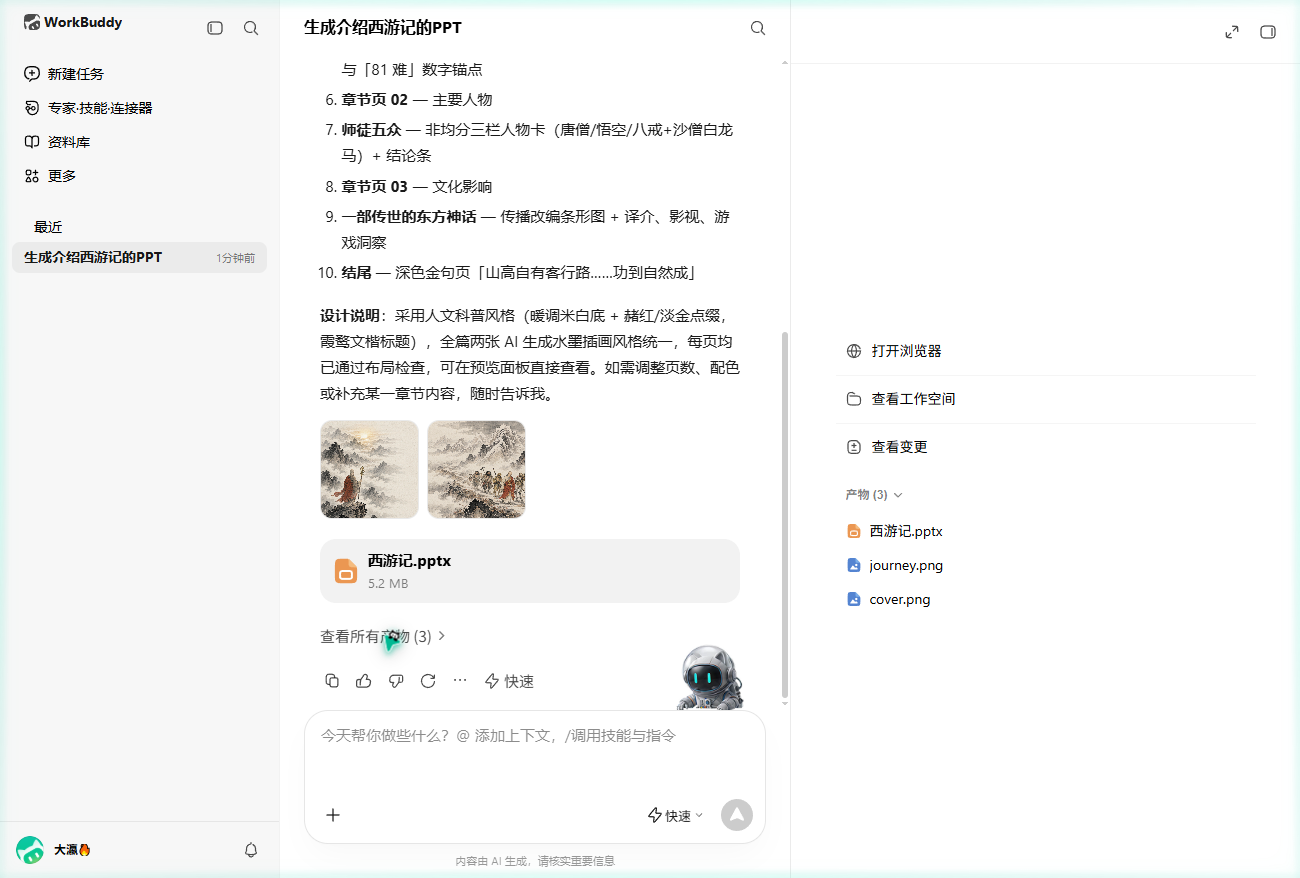 WorkBuddy
新建任务
专家·技能·连接器
资料库
更多
最近
生成介绍西游记的PPT
1分钟前
大瀛🔥
生成介绍西游记的PPT
与「81 难」数字锚点
6. 章节页 02 — 主要人物
7. 师徒五众 — 非均分三栏人物卡（唐僧/悟空/八戒+沙僧白龙
马）+ 结论条
8. 章节页 03 — 文化影响
9. 一部传世的东方神话 — 传播改编条形图 + 译介、影视、游
戏洞察
10. 结尾 — 深色金句页「山高自有客行路……功到自然成」
设计说明：采用人文科普风格（暖调米白底 + 赭红/淡金点缀，
霞鹜文楷标题），全篇两张 AI 生成水墨插画风格统一，每页均
已通过布局检查，可在预览面板直接查看。如需调整页数、配色
或补充某一章节内容，随时告诉我。
西游记.pptx
5.2 MB
查看所有产物 (3)
快速
今天帮你做些什么？@ 添加上下文，/调用技能与指令
快速
内容由 AI 生成，请核实重要信息
打开浏览器
查看工作空间
查看变更
产物 (3)
西游记.pptx
journey.png
cover.png